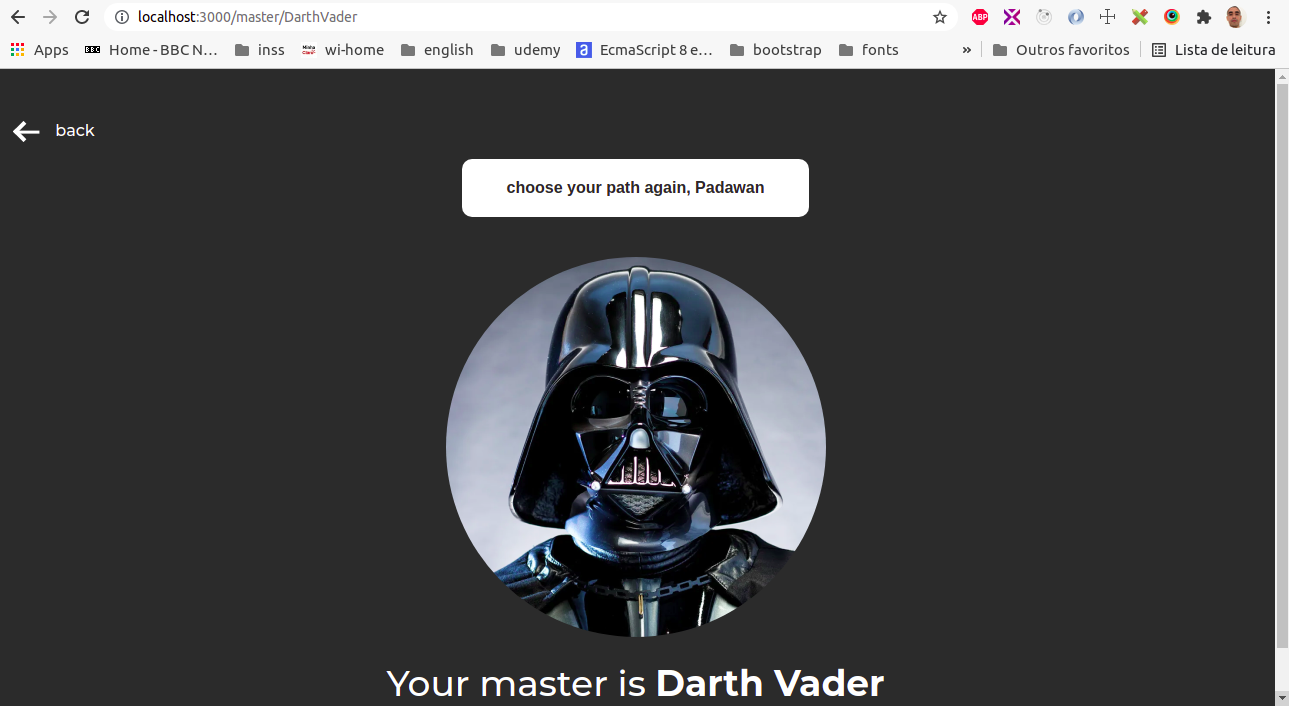 localhost:3000/master/DarthVader
ABP
Apps BBC Home - BBC N… inss wi-home english udemy a EcmaScript 8 e… bootstrap fonts » Outros favoritos Lista de leitura
back
choose your path again, Padawan
Your master is Darth Vader